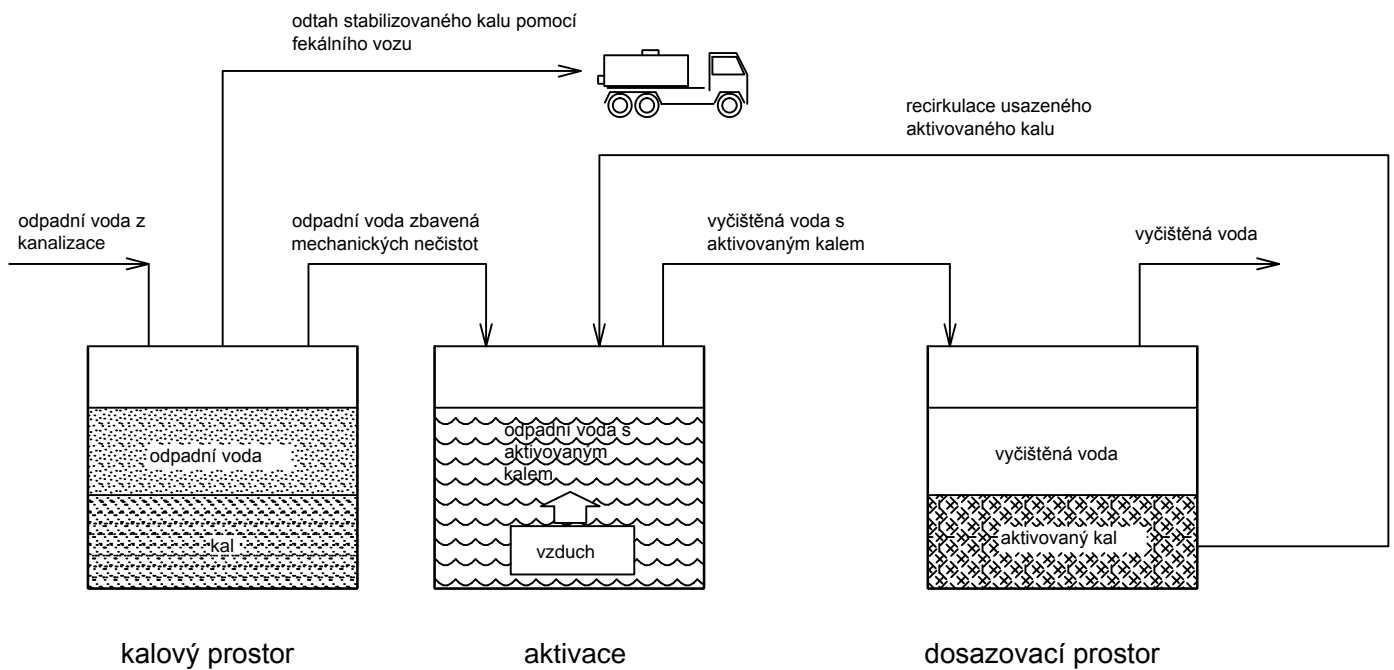 odtah stabilizovaného kalu pomocí
fekálního vozu
recirkulace usazeného
aktivovaného kalu
odpadní voda z
kanalizace
odpadní voda zbavená
mechanických nečistot
vyčištěná voda s
aktivovaným kalem
vyčištěná voda
odpadní voda
kal
odpadní voda s
aktivovaným
kalem
vzduch
vyčištěná voda
aktivovaný kal
kalový prostor
aktivace
dosazovací prostor